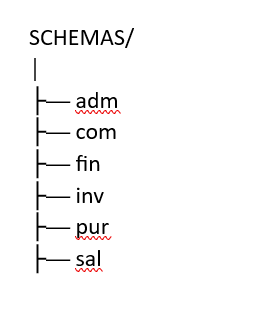 SCHEMAS/
|
├── adm
├── com
├── fin
├── inv
├── pur
├── sal